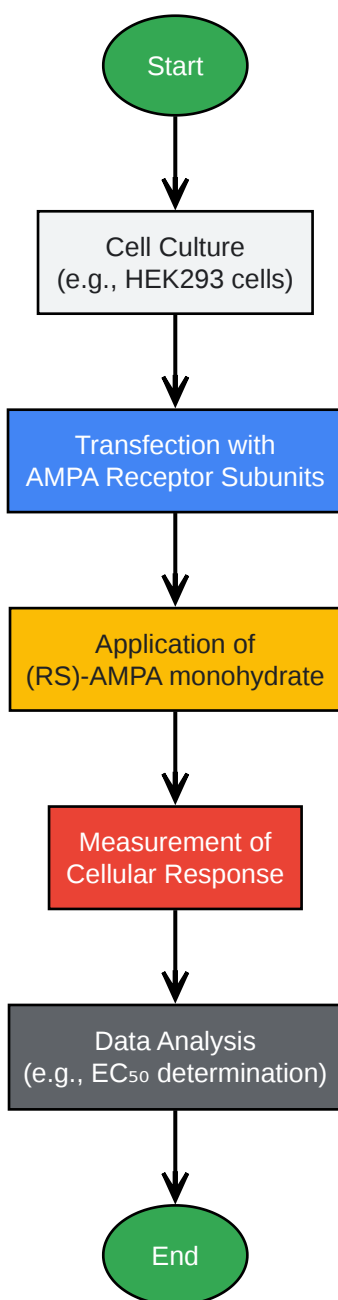 Start
Cell Culture
(e.g., HEK293 cells)
Transfection with
AMPA Receptor Subunits
Application of
(RS)-AMPA monohydrate
Measurement of
Cellular Response
Data Analysis
(e.g., EC₅₀ determination)
End